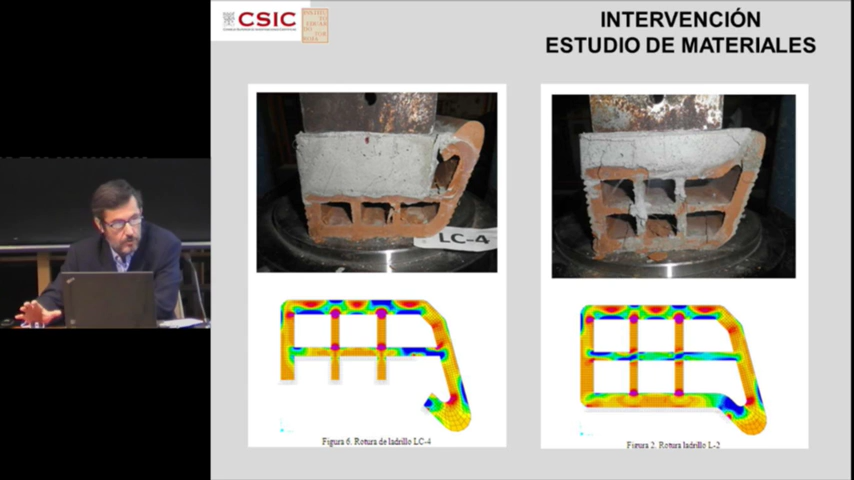 CSIC
INTERVENCIÓN
ESTUDIO DE MATERIALES
LC-4
Figura 6. Rotura de ladrillo LC-4
Figura 2. Rotura ladrillo L-2